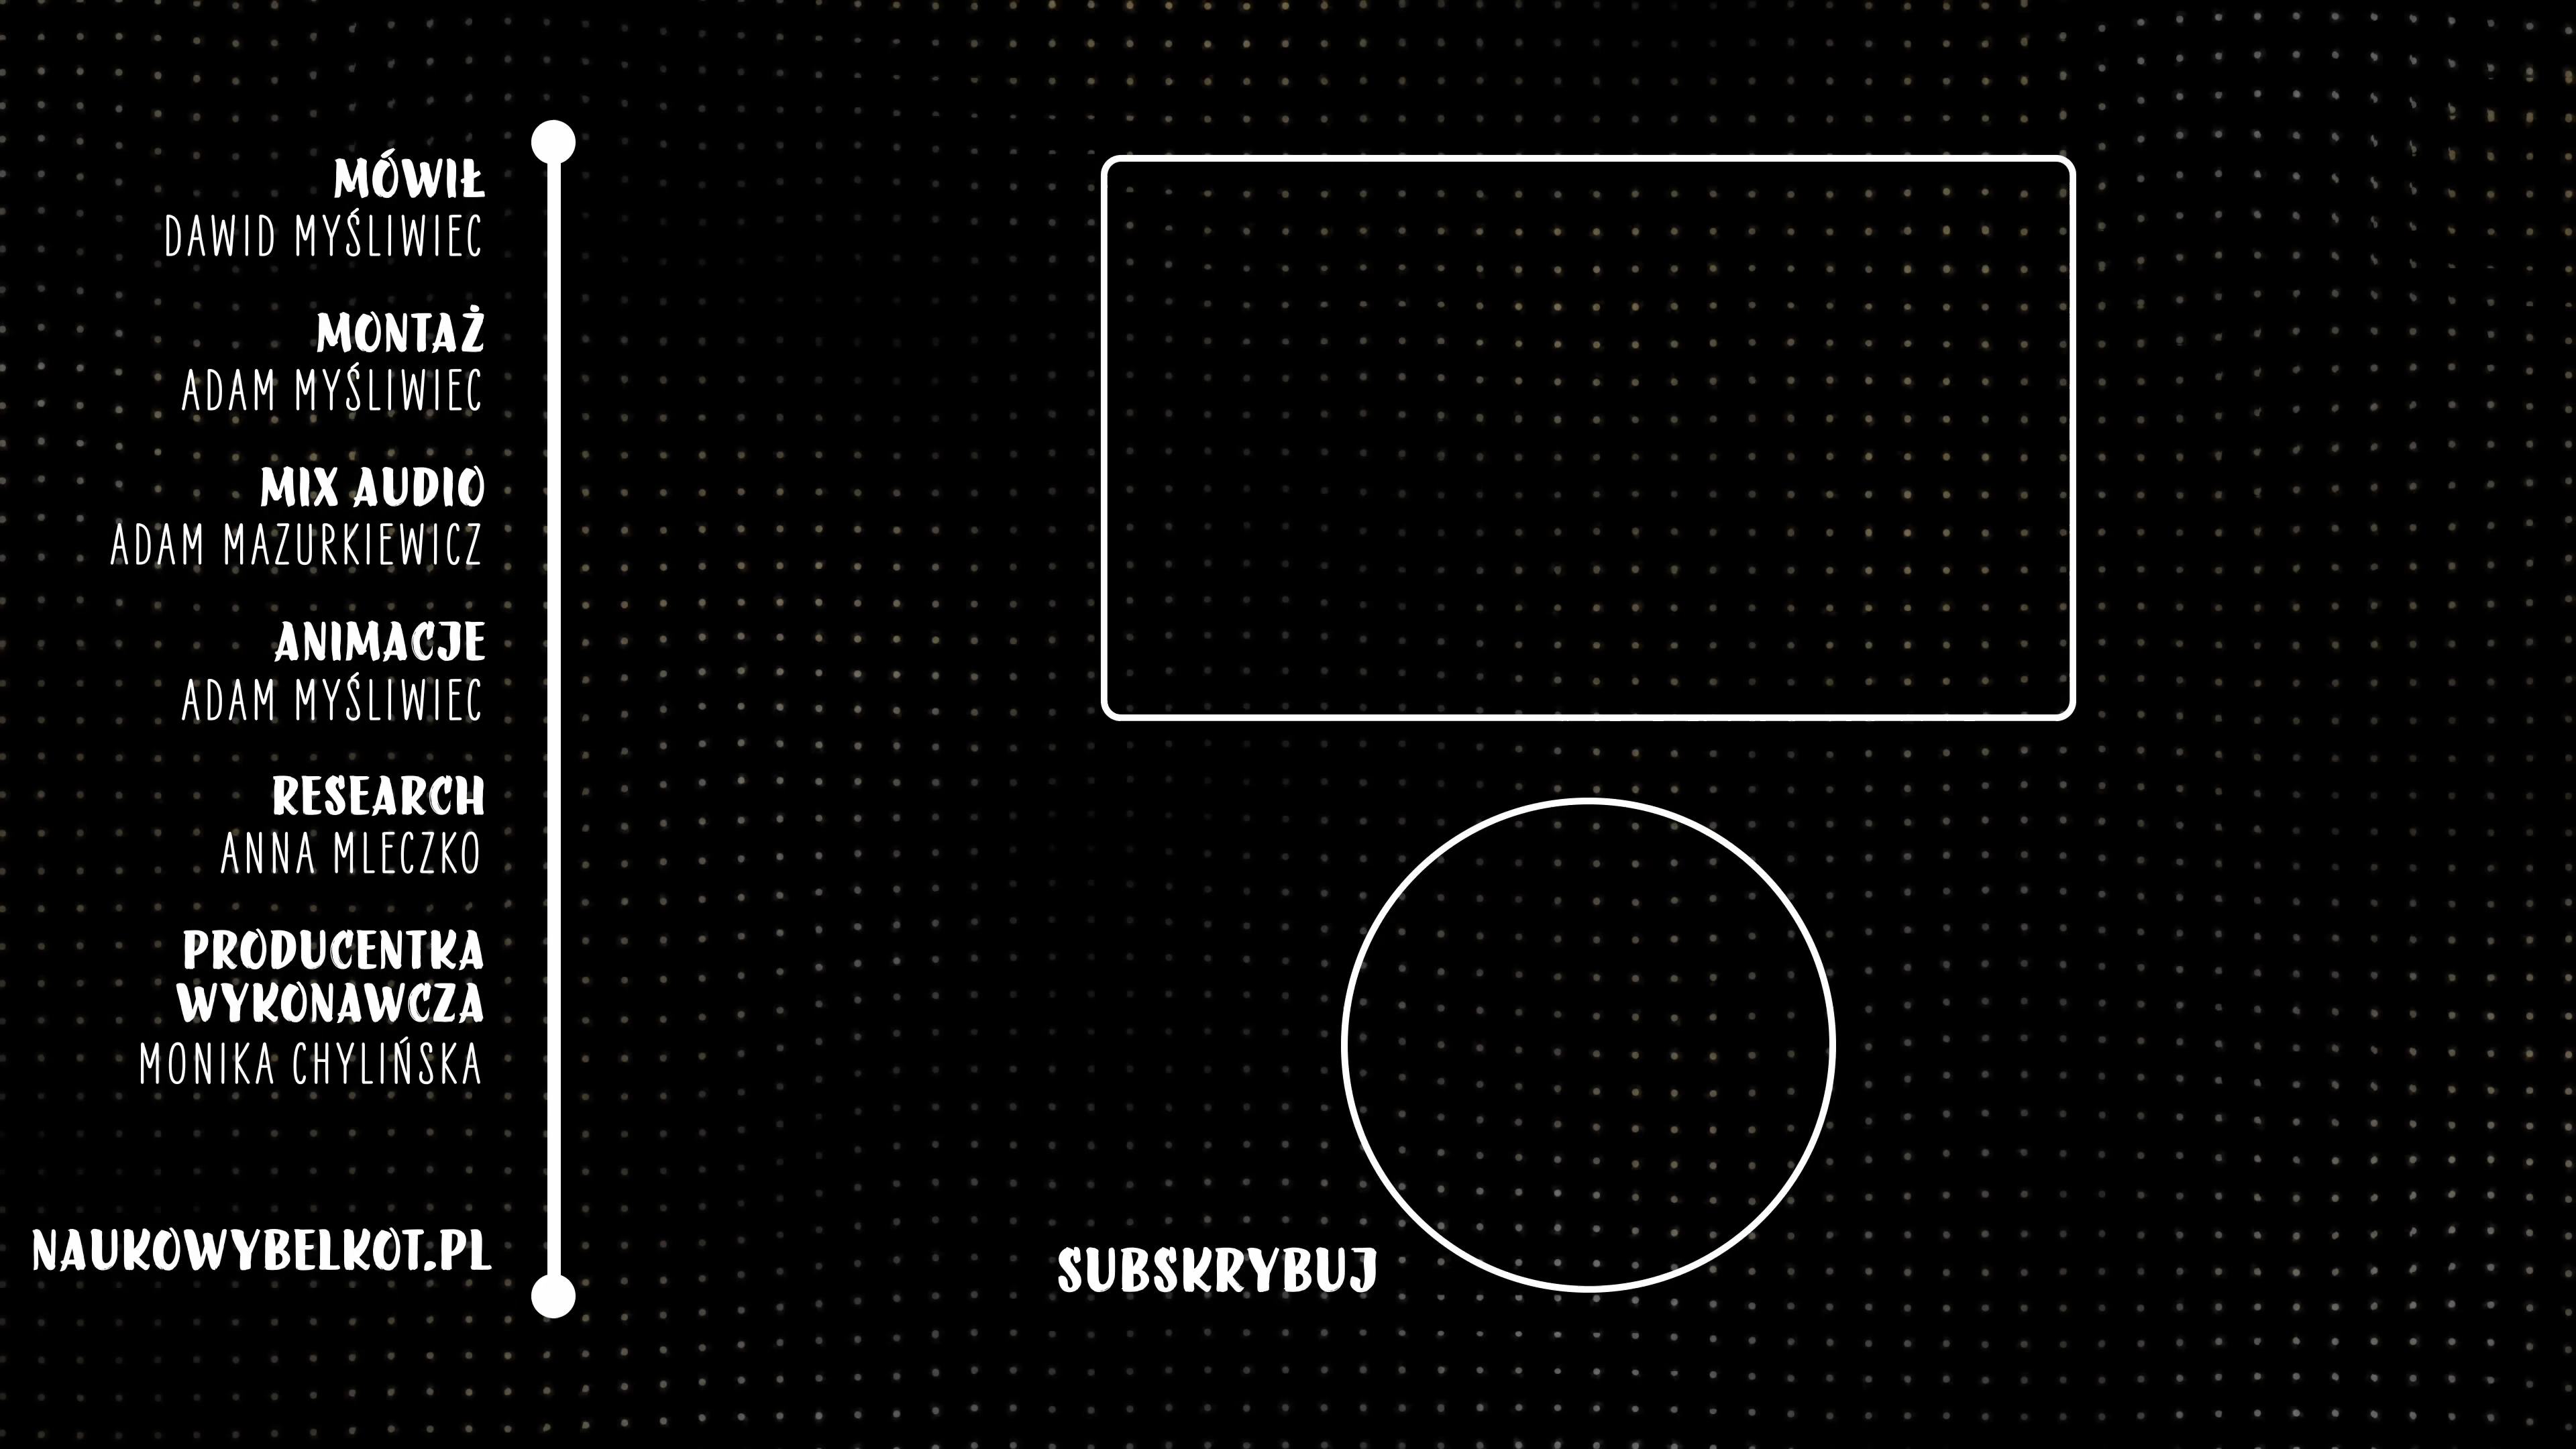 MÓWIŁ
DAWID MYŚLIWIEC
MONTAŻ
ADAM MYŚLIWIEC
MIX AUDIO
ADAM MAZURKIEWICZ
ANIMACJE
ADAM MYŚLIWIEC
RESEARCH
ANNA MLECZKO
PRODUCENTKA
WYKONAWCZA
MONIKA CHYLIŃSKA
NAUKOWYBELKOT.PL
SUBSKRYBUJ